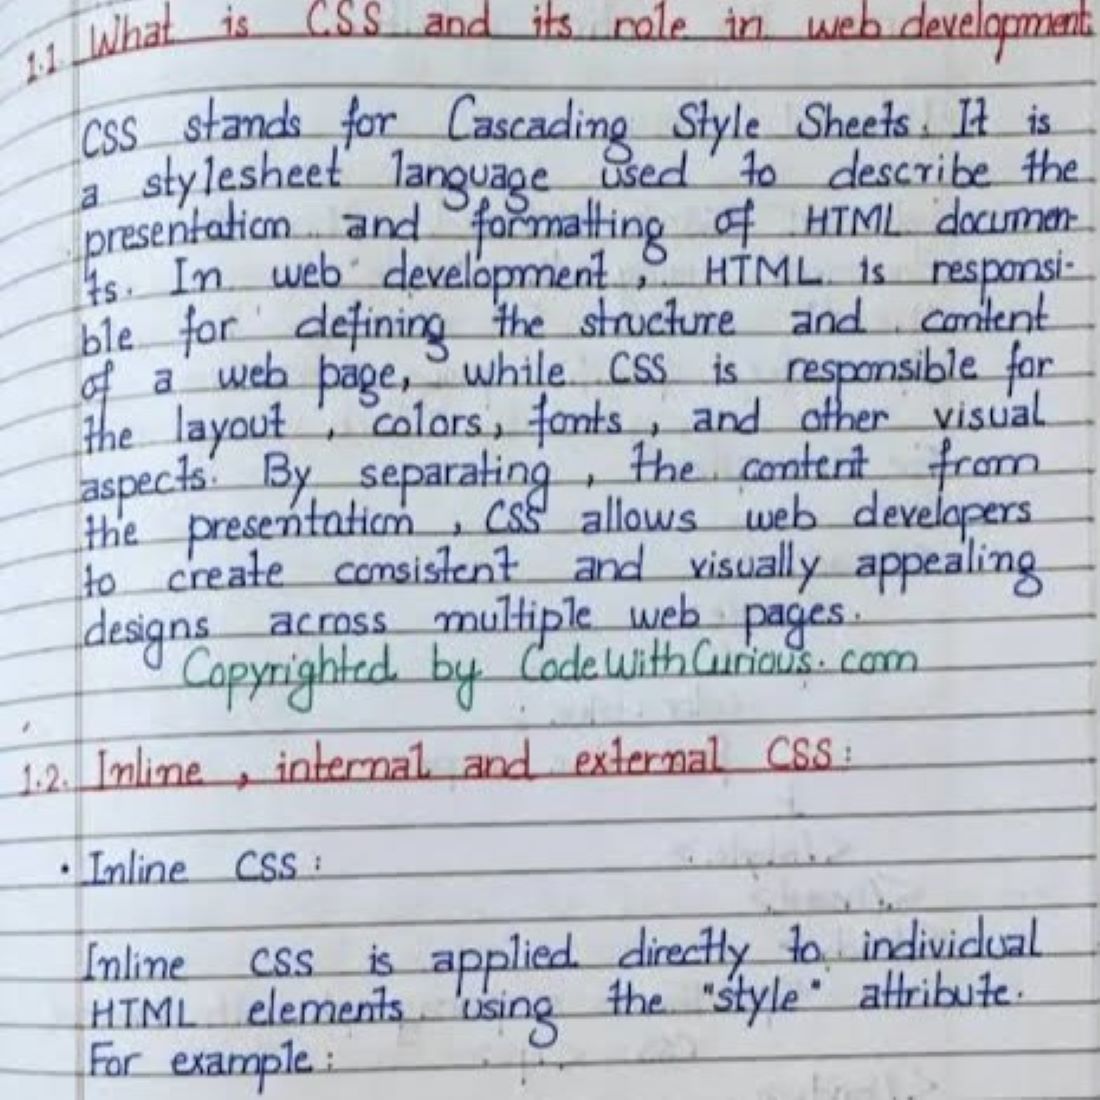 1.1. What is CSS and its role in web development
CSS stands for Cascading Style Sheets. It is
a stylesheet language used to describe the
presentation and formatting of HTML documen-
ts. In web development, HTML is responsi-
ble for defining the structure and content
of a web page, while CSS is responsible for
the layout, colors, fonts, and other visual
aspects. By separating, the content from
the presentation, CSS allows web developers
to create consistent and visually appealing
designs across multiple web pages.
Copyrighted by CodeWithCurious.com
1.2. Inline, internal and external CSS:
• Inline CSS:
Inline CSS is applied directly to individual
HTML elements using the "style" attribute.
For example: